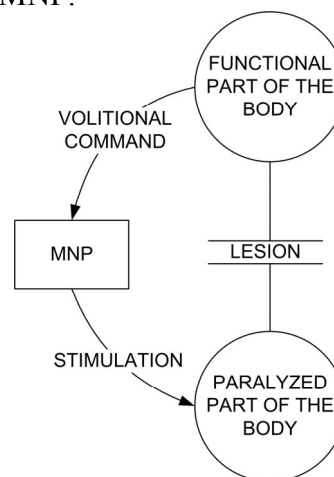 MNP.
FUNCTIONAL
PART OF THE
BODY
VOLITIONAL
COMMAND
MNP
LESION
STIMULATION
PARALYZED
PART OF THE
BODY